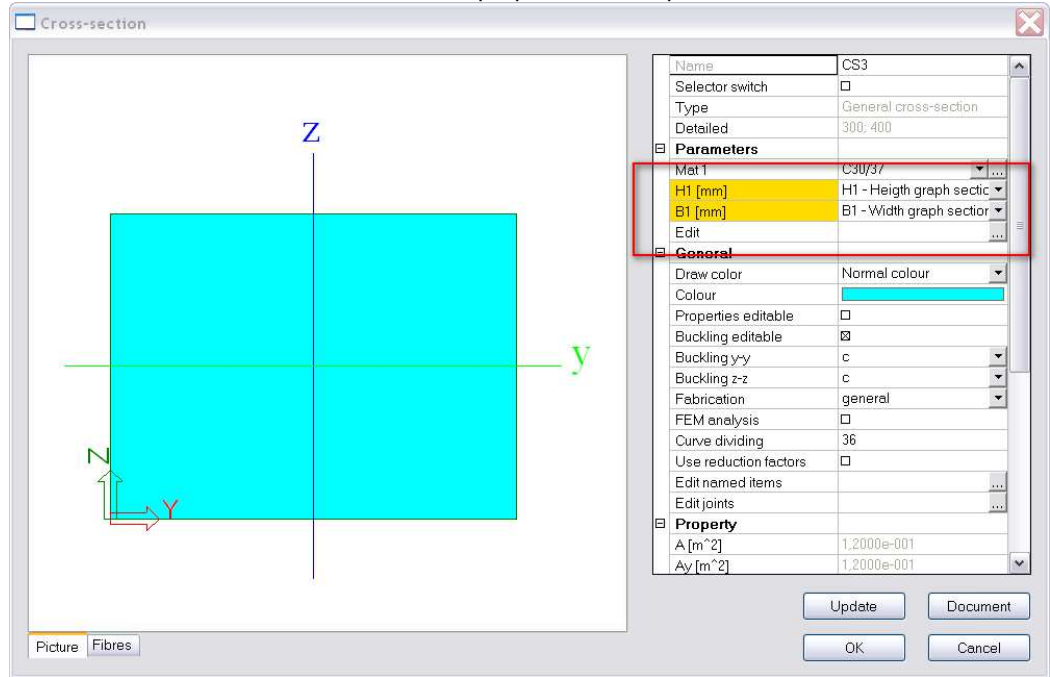 Cross-section
Name CS3
Selector switch
Type General cross-section
Detailed 300; 400
Parameters
Mat 1 C30/37 ...
H1 [mm] H1 - Heigth graph sectic
B1 [mm] B1 - Width graph section
Edit ...
General
Draw color Normal colour
Colour
Properties editable
Buckling editable
Buckling y-y c
Buckling z-z c
Fabrication general
FEM analysis
Curve dividing 36
Use reduction factors
Edit named items ...
Edit joints ...
Property
A [m^2] 1,2000e-001
Ay [m^2] 1,2000e-001
z
y
Z
Y
Update Document
Picture Fibres
OK Cancel